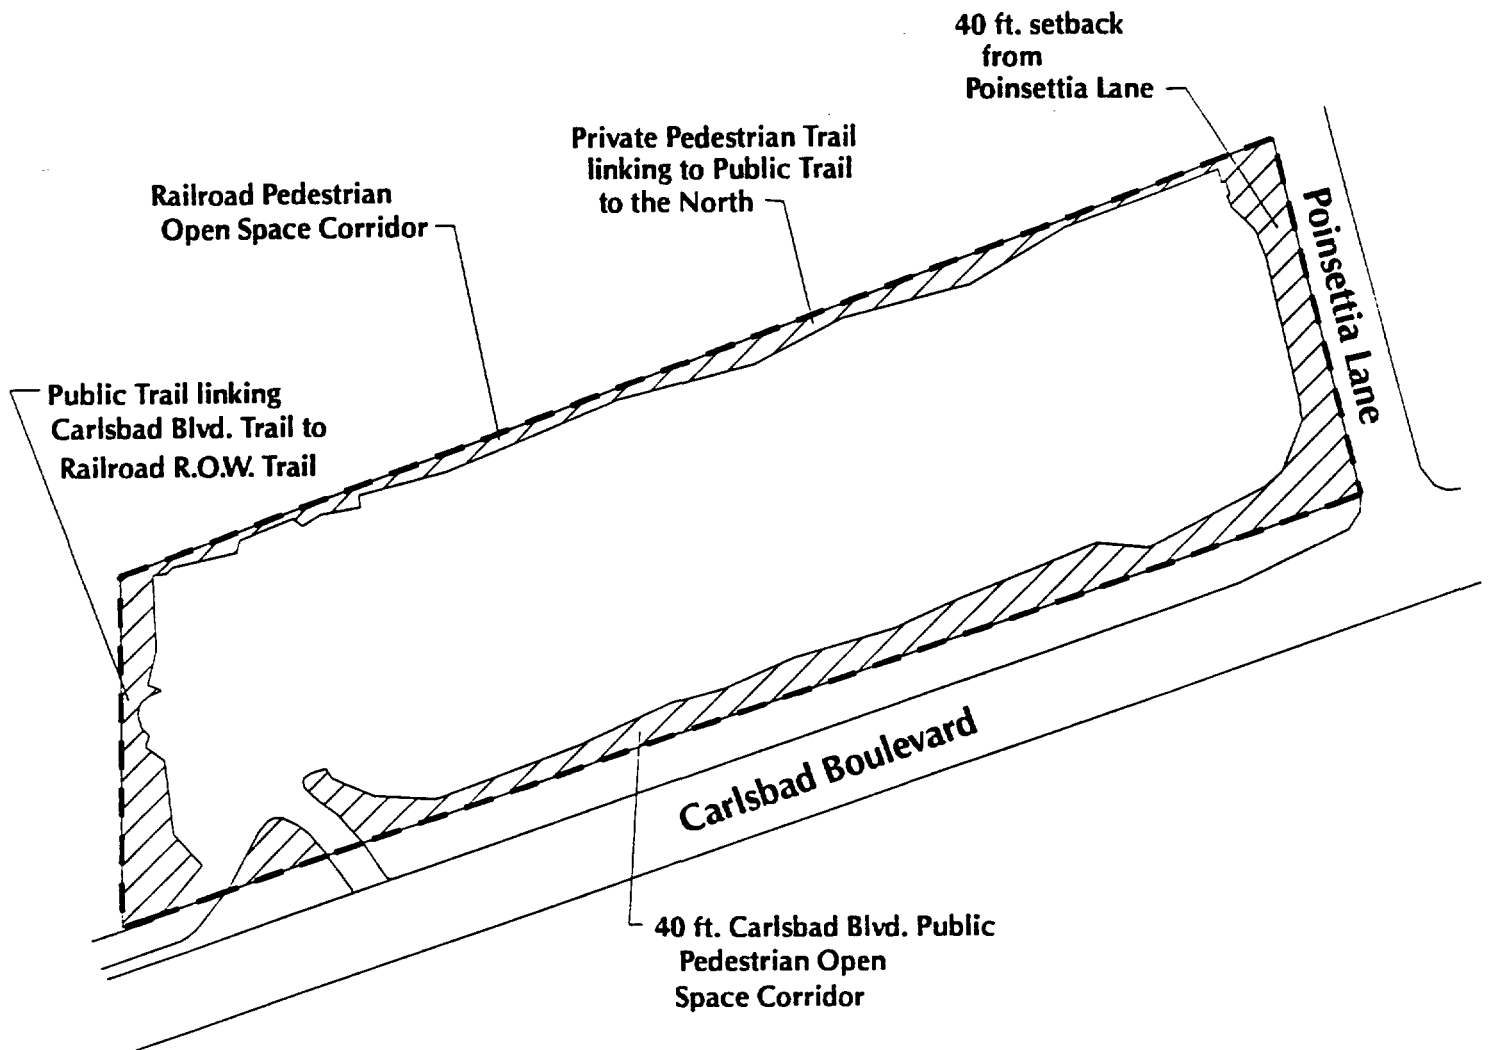 40 ft. setback
from
Poinsettia Lane
Private Pedestrian Trail
linking to Public Trail
to the North
Railroad Pedestrian
Open Space Corridor
Poinsettia Lane
Public Trail linking
Carlsbad Blvd. Trail to
Railroad R.O.W. Trail
Carlsbad Boulevard
40 ft. Carlsbad Blvd. Public
Pedestrian Open
Space Corridor